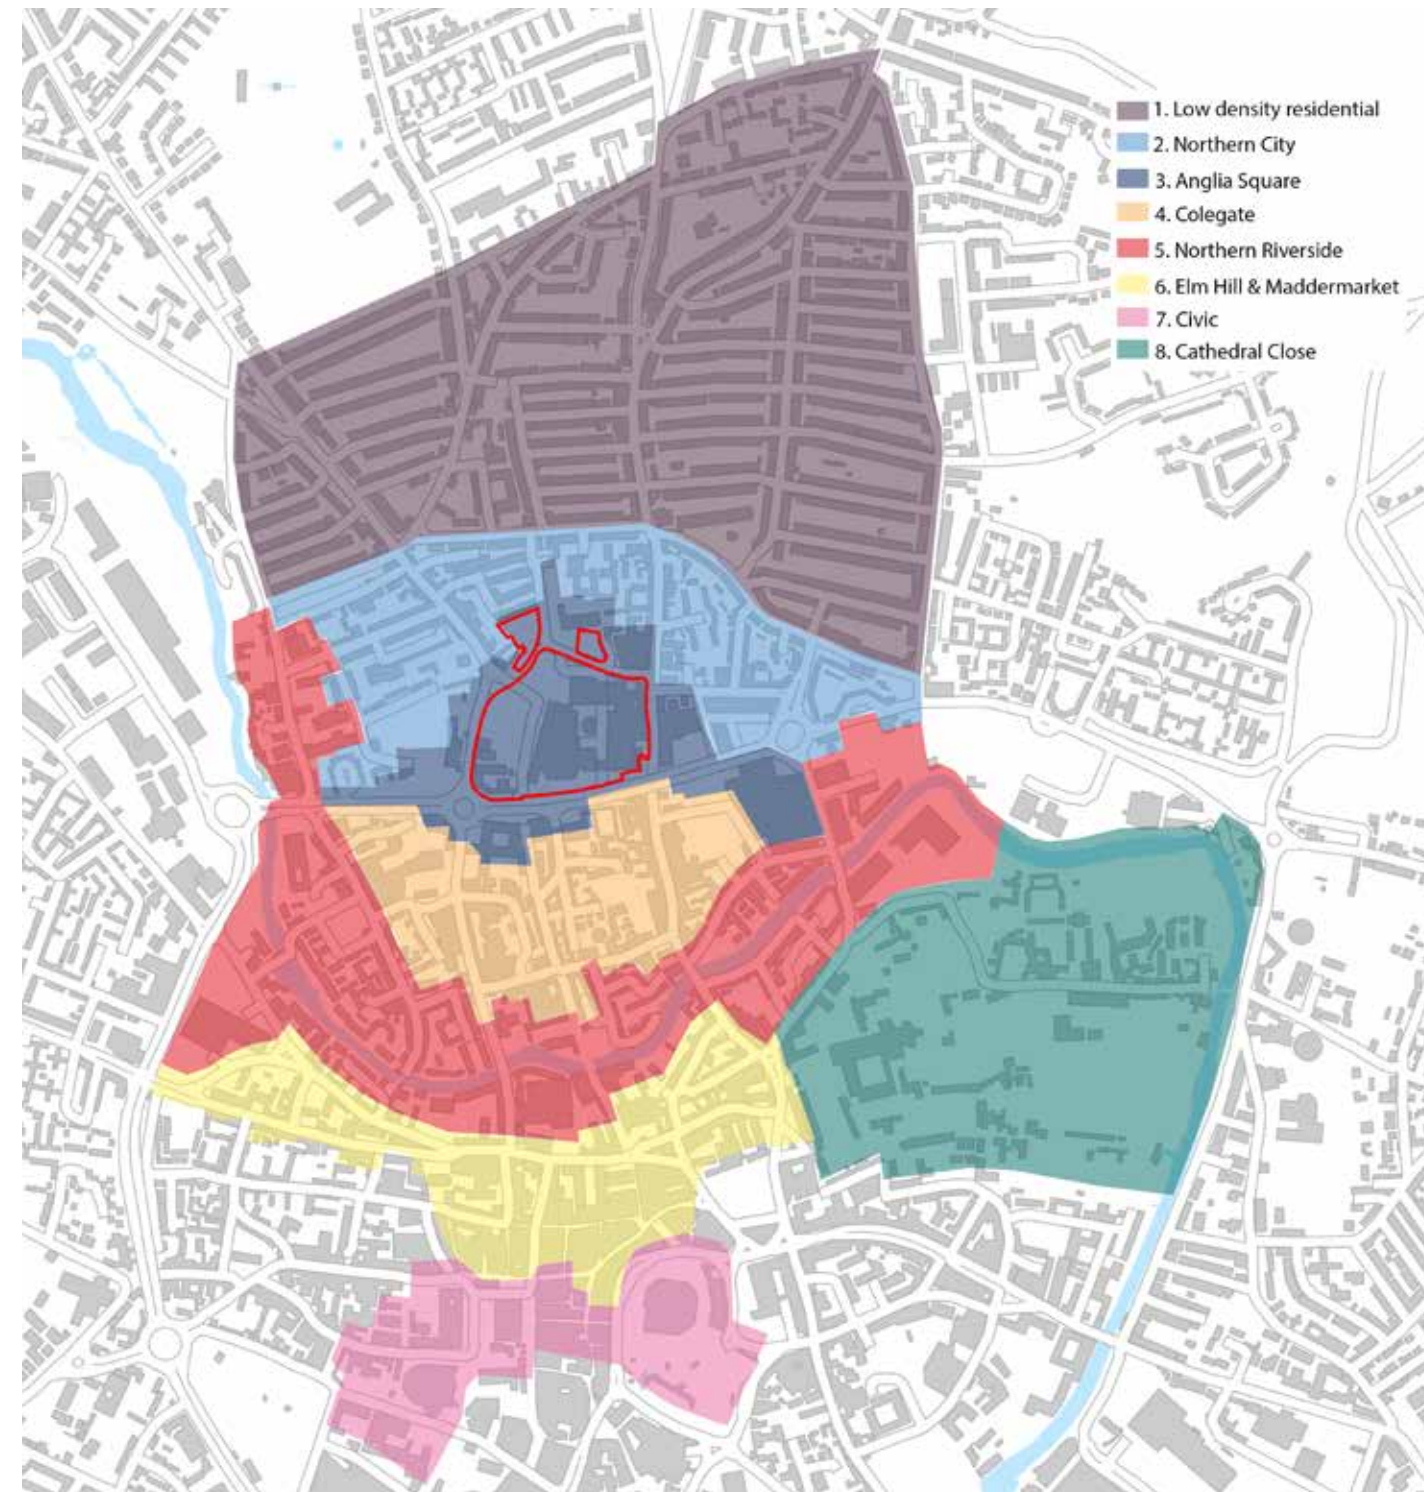 1. Low density residential
2. Northern City
3. Anglia Square
4. Colegate
5. Northern Riverside
6. Elm Hill & Maddermarket
7. Civic
8. Cathedral Close